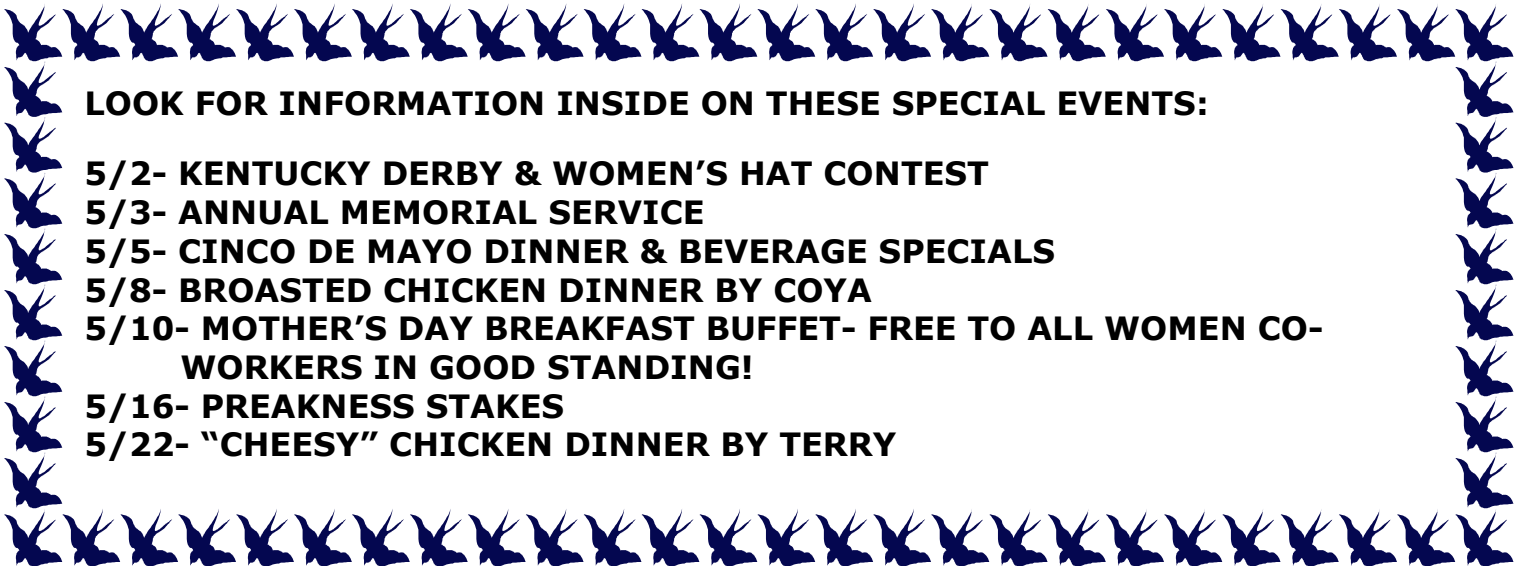 LOOK FOR INFORMATION INSIDE ON THESE SPECIAL EVENTS:
5/2- KENTUCKY DERBY & WOMEN’S HAT CONTEST
5/3- ANNUAL MEMORIAL SERVICE
5/5- CINCO DE MAYO DINNER & BEVERAGE SPECIALS
5/8- BROASTED CHICKEN DINNER BY COYA
5/10- MOTHER’S DAY BREAKFAST BUFFET- FREE TO ALL WOMEN CO-
WORKERS IN GOOD STANDING!
5/16- PREAKNESS STAKES
5/22- “CHEESY” CHICKEN DINNER BY TERRY